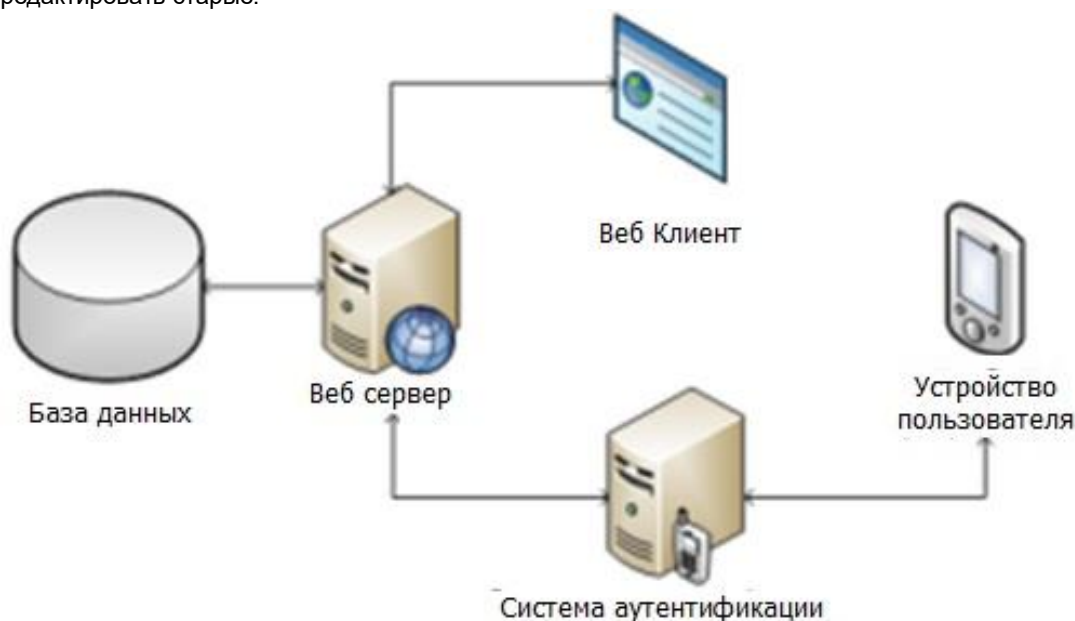 редактировать старые.
Веб Клиент
Веб сервер
База данных
Устройство
пользователя
Система аутентификации